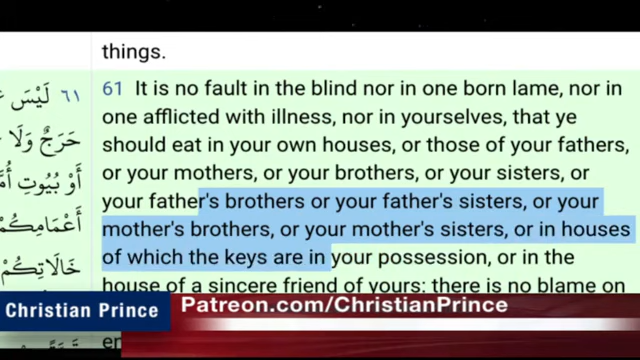 things.
61 It is no fault in the blind nor in one born lame, nor in
one afflicted with illness, nor in yourselves, that ye
should eat in your own houses, or those of your fathers,
or your mothers, or your brothers, or your sisters, or
your father's brothers or your father's sisters, or your
mother's brothers, or your mother's sisters, or in houses
of which the keys are in your possession, or in the
house of a sincere friend of yours: there is no blame on
٦١ لَيْسَ
حَرَجٌ وَلَا
أَوْ بُيُوتِ
أَعْمَامِكُمْ
خَالَاتِكُمْ
Christian Prince
Patreon.com/ChristianPrince